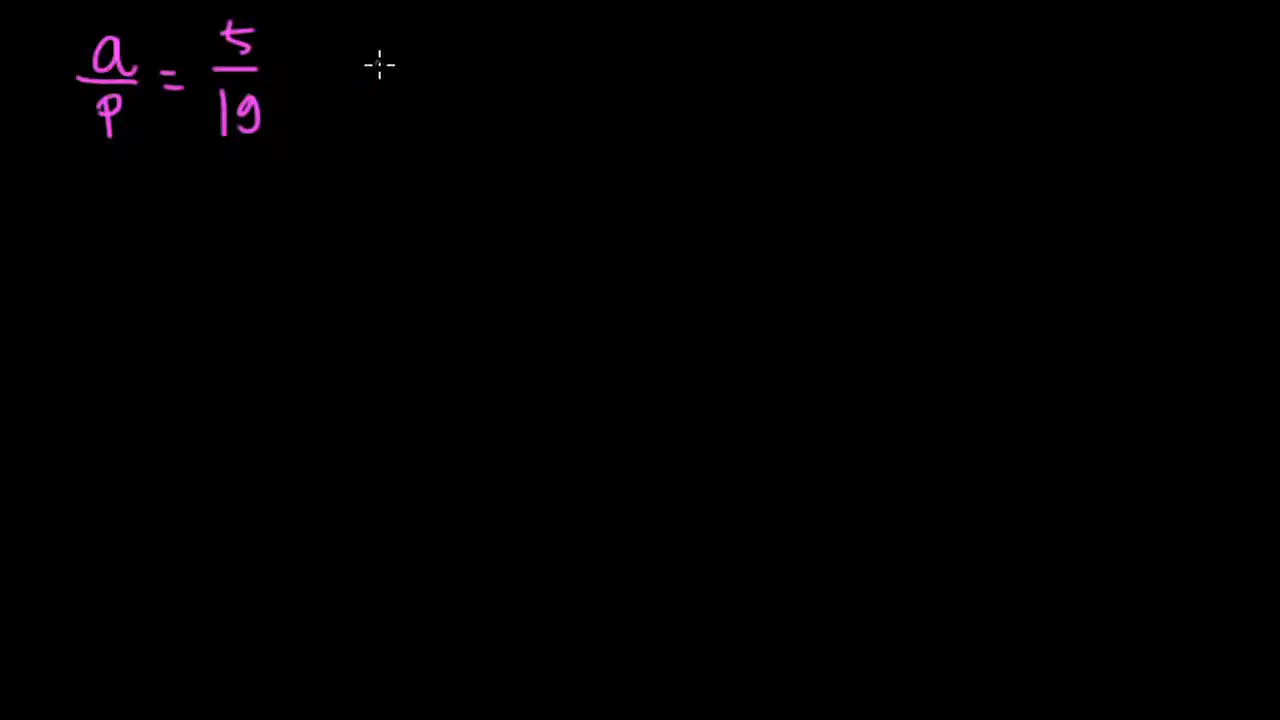 a/p = 5/19